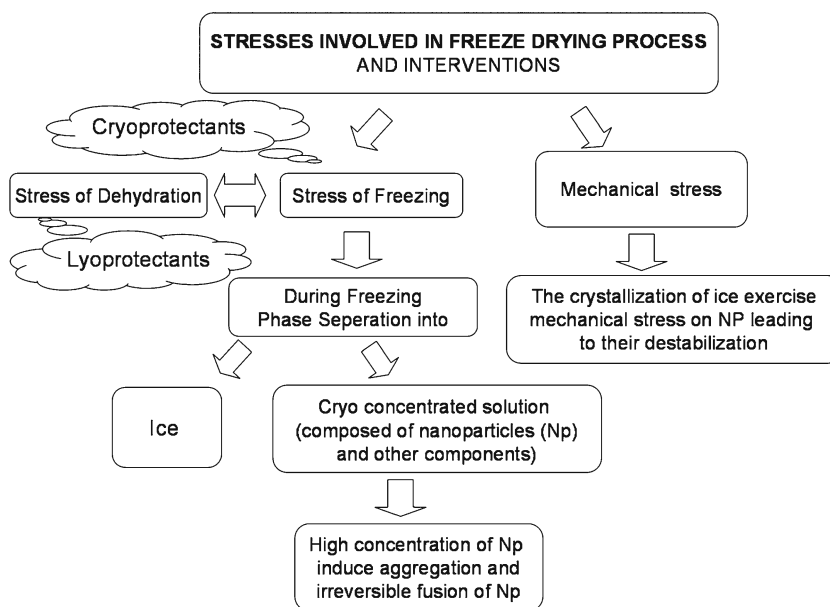 STRESSES INVOLVED IN FREEZE DRYING PROCESS
AND INTERVENTIONS
Cryoprotectants
Stress of Dehydration
Stress of Freezing
Mechanical stress
Lyoprotectants
During Freezing
Phase Seperation into
The crystallization of ice exercise
mechanical stress on NP leading
to their destabilization
Ice
Cryo concentrated solution
(composed of nanoparticles (Np)
and other components)
High concentration of Np
induce aggregation and
irreversible fusion of Np